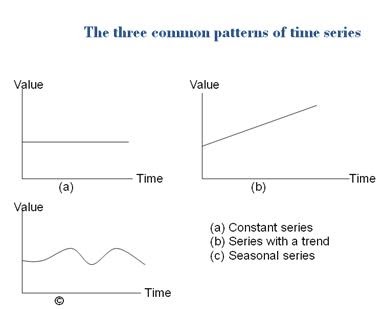 The three common patterns of time series
Value
Value
Time
Time
(a)
(b)
Value
(a) Constant series
(b) Series with a trend
(c) Seasonal series
Time
©